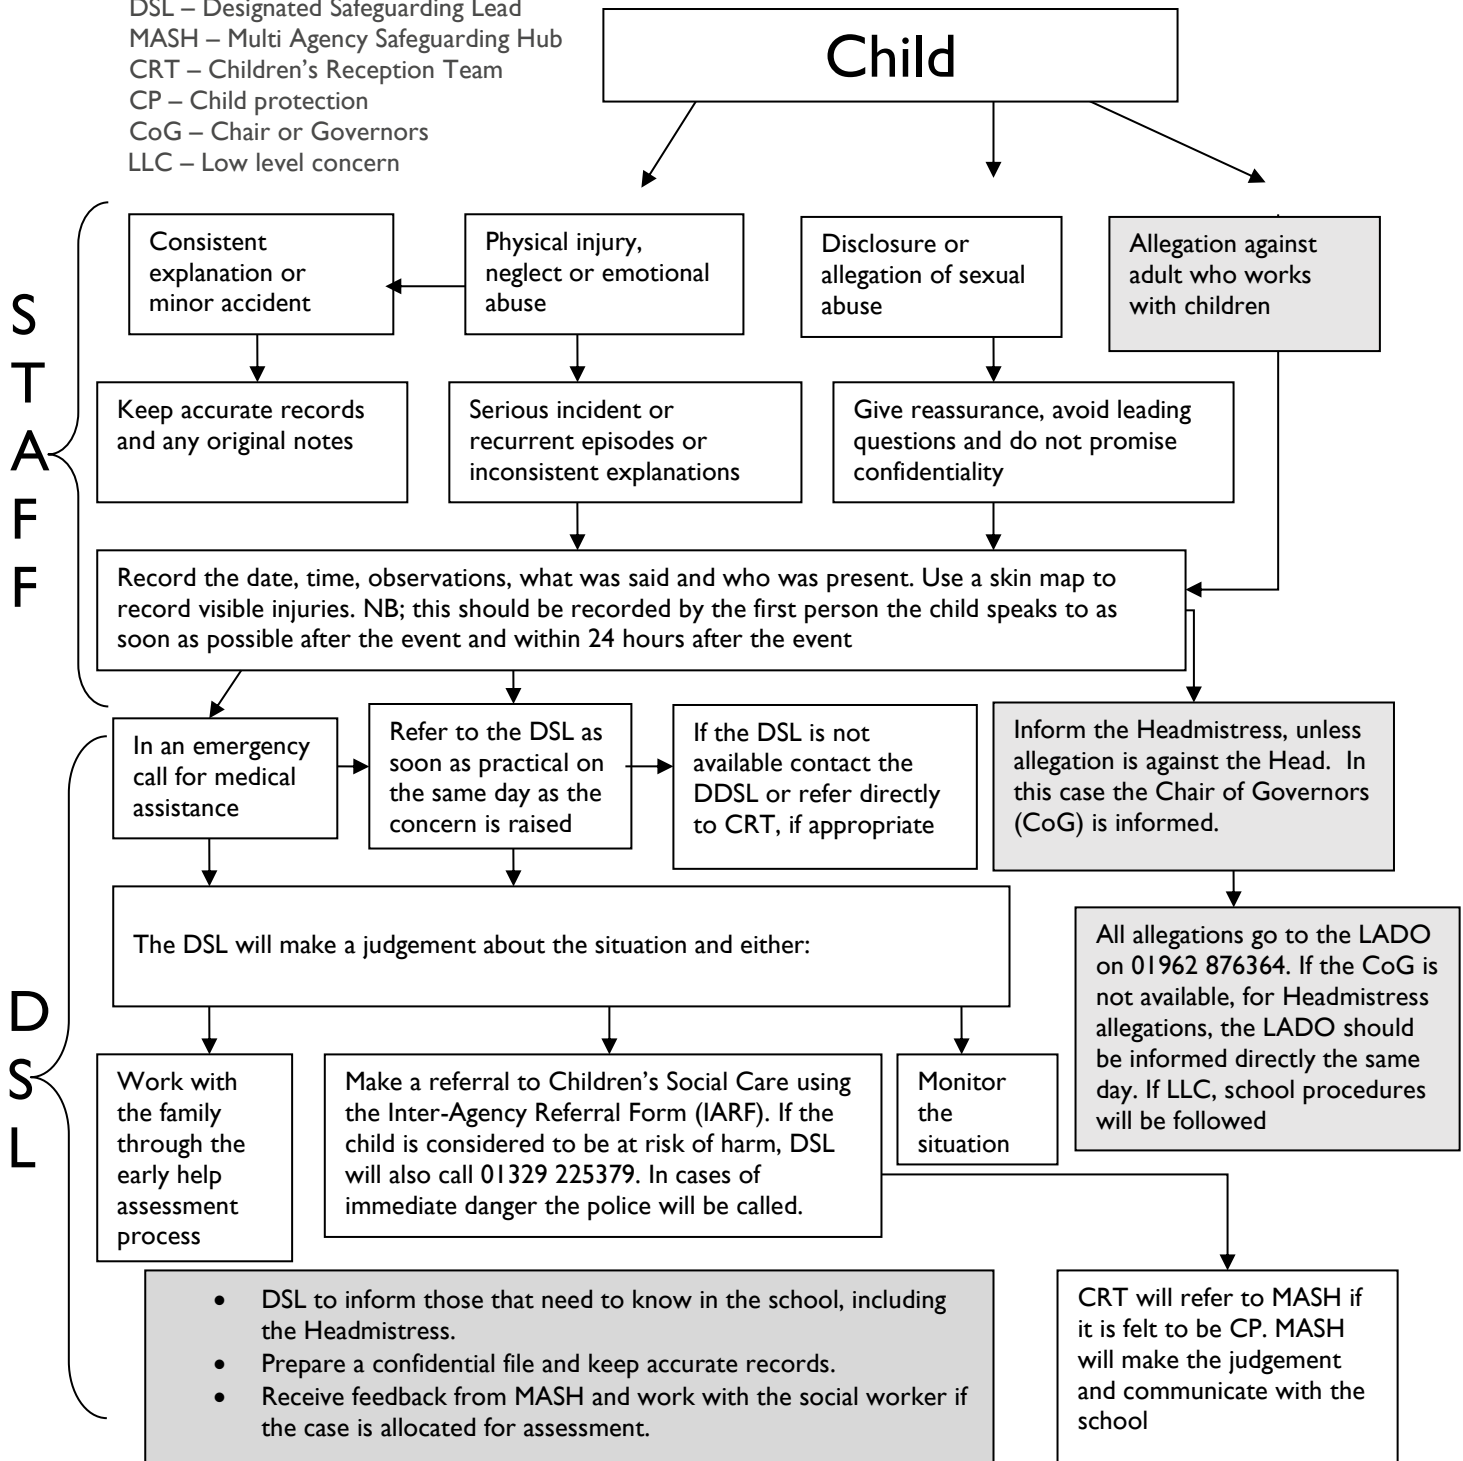 DSL – Designated Safeguarding Lead
MASH – Multi Agency Safeguarding Hub
CRT – Children's Reception Team
CP – Child protection
CoG – Chair or Governors
LLC – Low level concern
Child
S
T
A
F
F
Consistent
explanation or
minor accident
Physical injury,
neglect or emotional
abuse
Disclosure or
allegation of sexual
abuse
Allegation against
adult who works
with children
Keep accurate records
and any original notes
Serious incident or
recurrent episodes or
inconsistent explanations
Give reassurance, avoid leading
questions and do not promise
confidentiality
Record the date, time, observations, what was said and who was present. Use a skin map to
record visible injuries. NB; this should be recorded by the first person the child speaks to as
soon as possible after the event and within 24 hours after the event
D
S
L
In an emergency
call for medical
assistance
Refer to the DSL as
soon as practical on
the same day as the
concern is raised
If the DSL is not
available contact the
DDSL or refer directly
to CRT, if appropriate
Inform the Headmistress, unless
allegation is against the Head.  In
this case the Chair of Governors
(CoG) is informed.
The DSL will make a judgement about the situation and either:
All allegations go to the LADO
on 01962 876364. If the CoG is
not available, for Headmistress
allegations, the LADO should
be informed directly the same
day. If LLC, school procedures
will be followed
Work with
the family
through the
early help
assessment
process
Make a referral to Children's Social Care using
the Inter-Agency Referral Form (IARF). If the
child is considered to be at risk of harm, DSL
will also call 01329 225379. In cases of
immediate danger the police will be called.
Monitor
the
situation
• DSL to inform those that need to know in the school, including
the Headmistress.
• Prepare a confidential file and keep accurate records.
• Receive feedback from MASH and work with the social worker if
the case is allocated for assessment.
CRT will refer to MASH if
it is felt to be CP. MASH
will make the judgement
and communicate with the
school